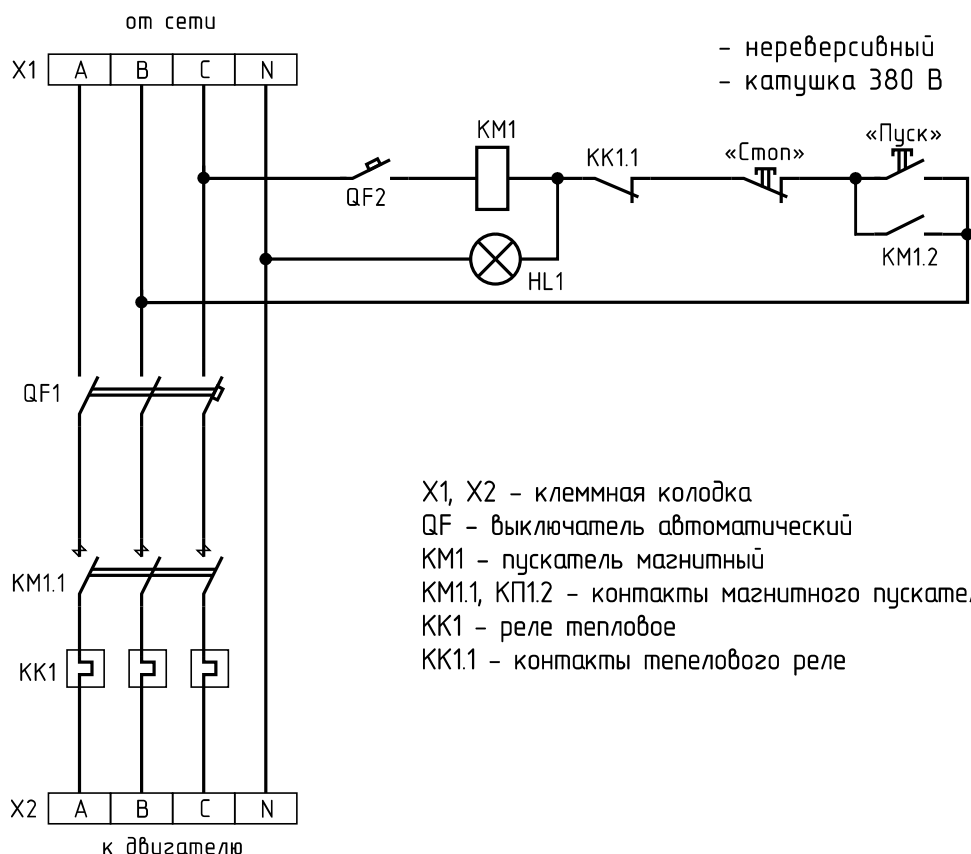 от сети
X1 A B C N
- нереверсивный
- катушка 380 В
KM1
KK1.1
«Стоп»
«Пуск»
QF2
KM1.2
HL1
QF1
X1, X2 - клеммная колодка
QF - выключатель автоматический
KM1 - пускатель магнитный
KM1.1, КП1.2 - контакты магнитного пускател
KK1 - реле тепловое
KK1.1 - контакты тепелового реле
KM1.1
KK1
X2 A B C N
к двигателю